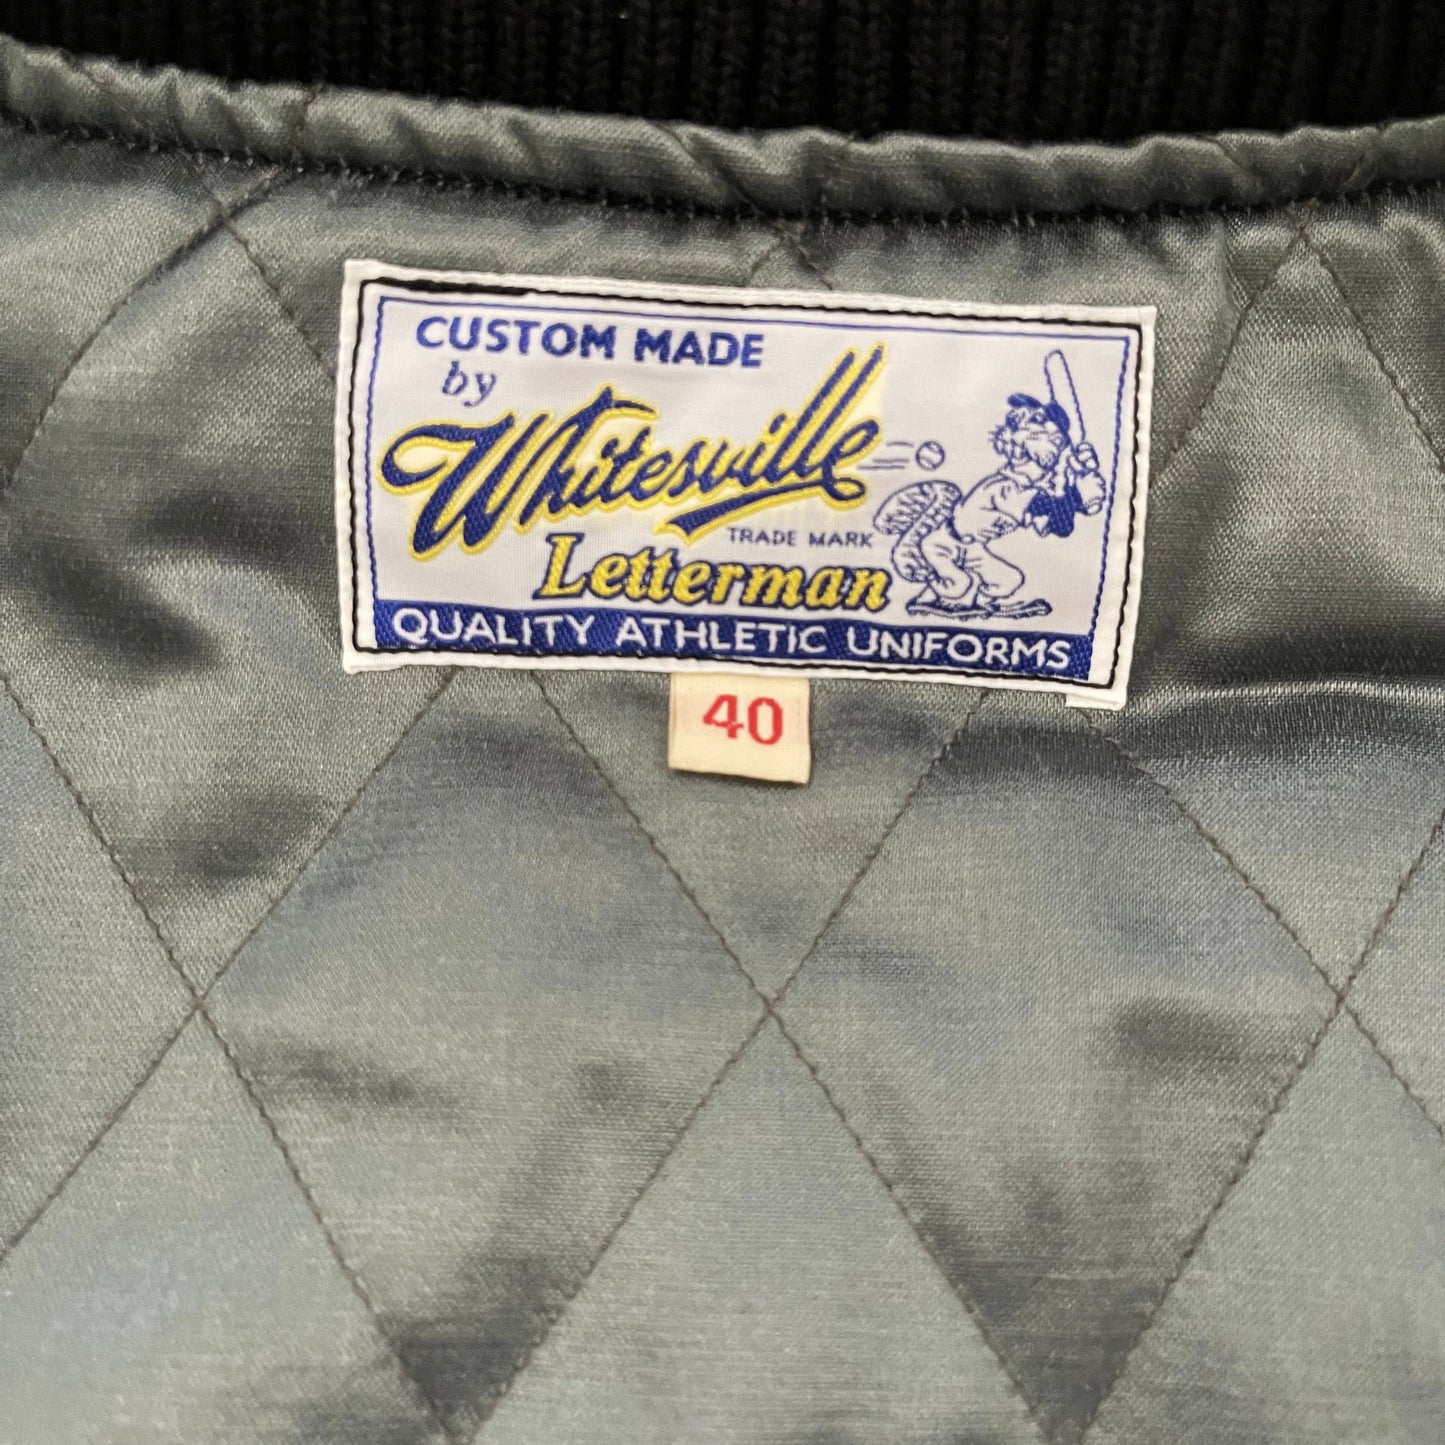 CUSTOM MADE
by
Whitesville
TRADE MARK
Letterman
QUALITY ATHLETIC UNIFORMS
40